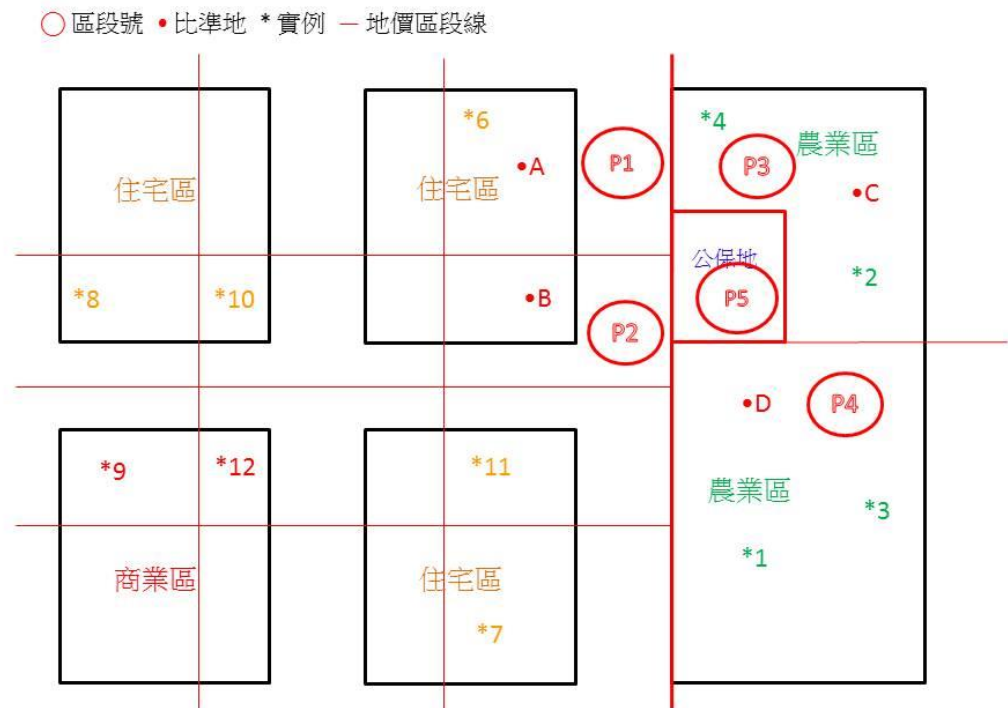 ○ 區段號 • 比準地 * 實例 — 地價區段線
*6
*4
農業區
•A
P1
P3
住宅區
住宅區
•C
公保地
*2
*8
*10
•B
P5
P2
•D
P4
*9
*12
*11
農業區
*3
*1
商業區
住宅區
*7